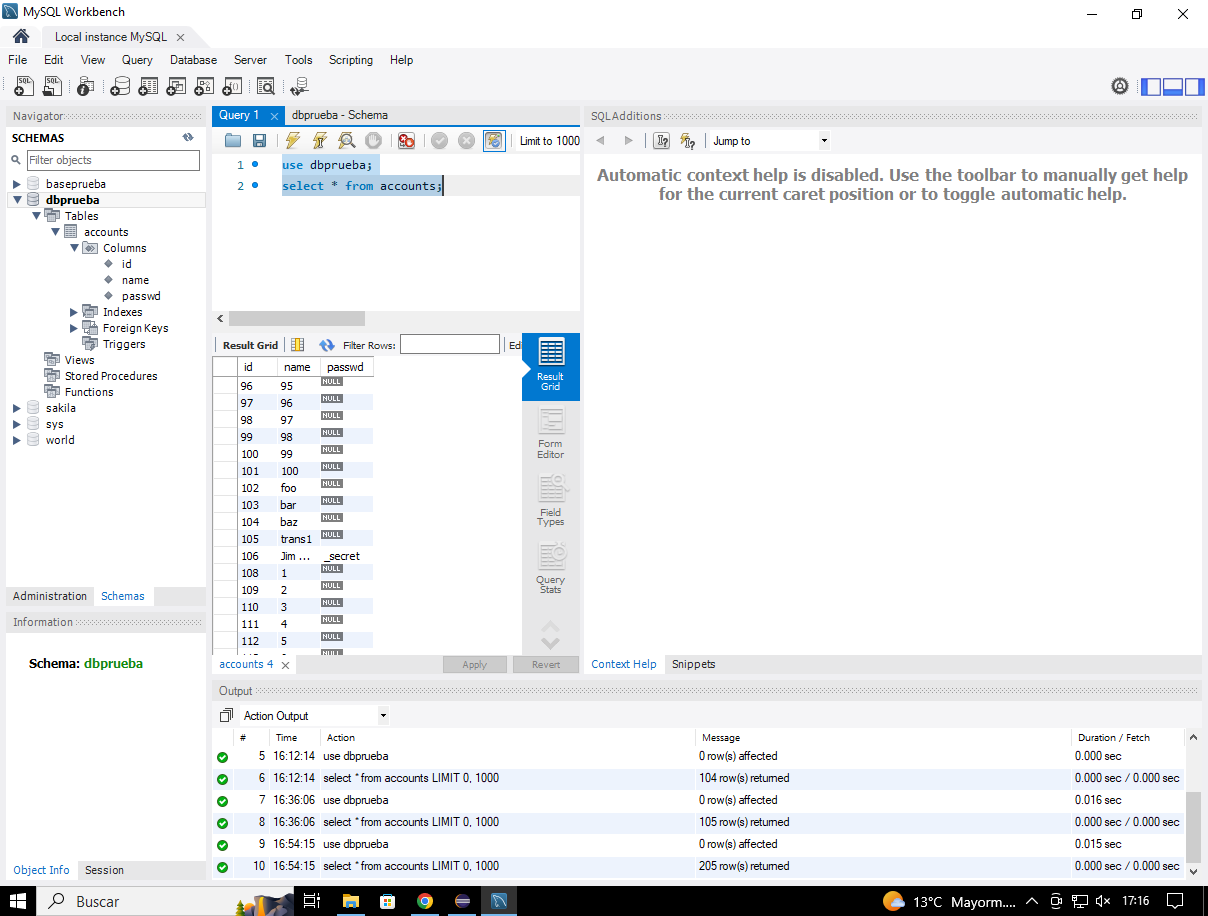 MySQL Workbench
Local instance MySQL
File Edit View Query Database Server Tools Scripting Help
Navigator
SCHEMAS
Filter objects
baseprueba
dbprueba
Tables
accounts
Columns
id
name
passwd
Indexes
Foreign Keys
Triggers
Views
Stored Procedures
Functions
sakila
sys
world
Administration Schemas
Information
Schema: dbprueba
Object Info Session
Query 1 dbprueba - Schema
Limit to 1000
1 use dbprueba;
2 select * from accounts;
Result Grid Filter Rows: Ed
id name passwd
96 95 NULL
97 96 NULL
98 97 NULL
99 98 NULL
100 99 NULL
101 100 NULL
102 foo NULL
103 bar NULL
104 baz NULL
105 trans1 NULL
106 Jim ... _secret
108 1 NULL
109 2 NULL
110 3 NULL
111 4 NULL
112 5 NULL
Result
Grid
Form
Editor
Field
Types
Query
Stats
accounts 4 Apply Revert
SQLAdditions
Jump to
Automatic context help is disabled. Use the toolbar to manually get help
for the current caret position or to toggle automatic help.
Context Help Snippets
Output
Action Output
# Time Action Message Duration / Fetch
5 16:12:14 use dbprueba 0 row(s) affected 0.000 sec
6 16:12:14 select * from accounts LIMIT 0, 1000 104 row(s) returned 0.000 sec / 0.000 sec
7 16:36:06 use dbprueba 0 row(s) affected 0.016 sec
8 16:36:06 select * from accounts LIMIT 0, 1000 105 row(s) returned 0.000 sec / 0.000 sec
9 16:54:15 use dbprueba 0 row(s) affected 0.015 sec
10 16:54:15 select * from accounts LIMIT 0, 1000 205 row(s) returned 0.000 sec / 0.000 sec
Buscar
13°C Mayorm....
17:16